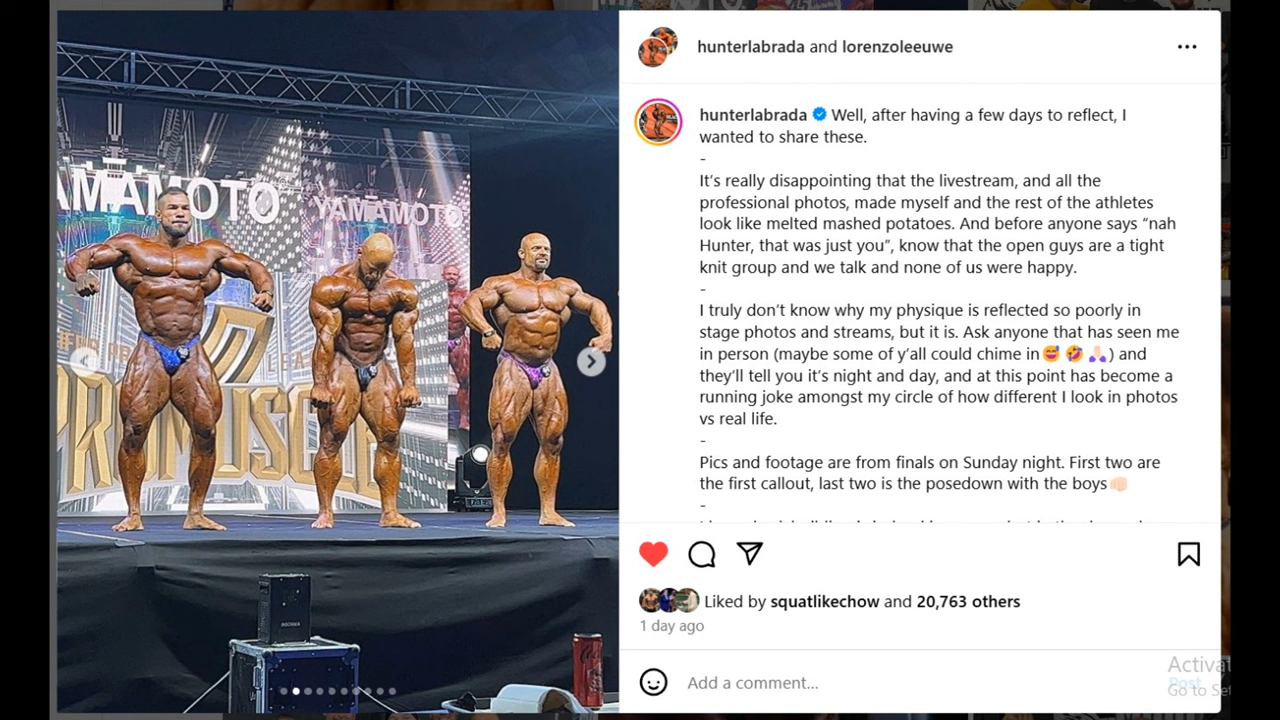 hunterlabrada and lorenzoleeuwe
hunterlabrada Well, after having a few days to reflect, I
wanted to share these.
-
It’s really disappointing that the livestream, and all the
professional photos, made myself and the rest of the athletes
look like melted mashed potatoes. And before anyone says “nah
Hunter, that was just you”, know that the open guys are a tight
knit group and we talk and none of us were happy.
-
I truly don’t know why my physique is reflected so poorly in
stage photos and streams, but it is. Ask anyone that has seen me
in person (maybe some of y’all could chime in😅 🤣 🙏🏻) and
they’ll tell you it’s night and day, and at this point has become a
running joke amongst my circle of how different I look in photos
vs real life.
-
Pics and footage are from finals on Sunday night. First two are
the first callout, last two is the posedown with the boys👊🏻
-
Liked by squatlikechow and 20,763 others
1 day ago
Add a comment...
Post
Go to Se
Activa
AMAMOTO
YAMAMOTO
PROMUSC